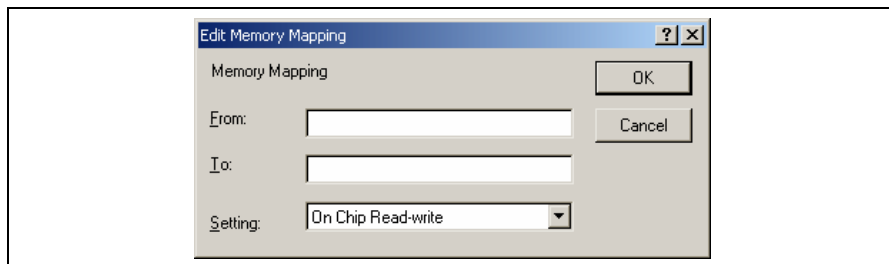 Edit Memory Mapping
Memory Mapping
OK
From:
Cancel
To:
Setting:
On Chip Read-write